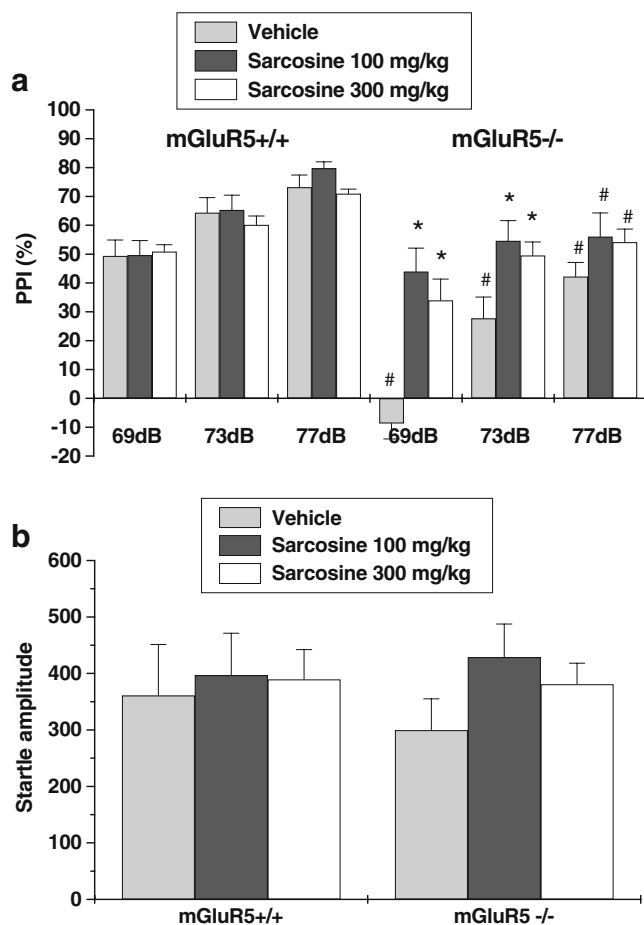 Vehicle
Sarcosine 100 mg/kg
Sarcosine 300 mg/kg
a
100
90
80
70
60
50
40
30
20
10
0
-10
-20
PPI (%)
mGluR5+/+
mGluR5-/-
#
*
*
#
*
*
#
#
#
69dB
73dB
77dB
69dB
73dB
77dB
b
Vehicle
Sarcosine 100 mg/kg
Sarcosine 300 mg/kg
600
500
400
300
200
100
0
Startle amplitude
mGluR5+/+
mGluR5 -/-